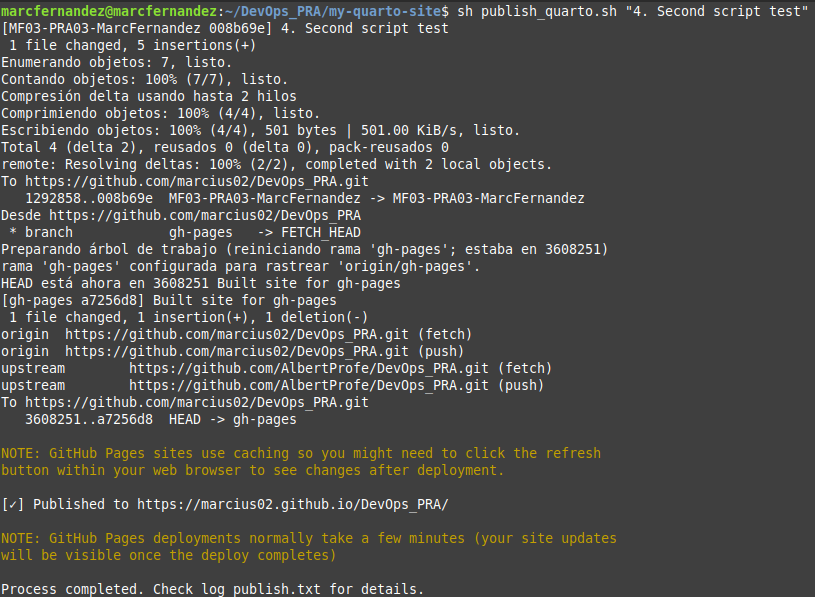 marcfernandez@marcfernandez:~/DevOps_PRA/my-quarto-site$ sh publish_quarto.sh "4. Second script test"
[MF03-PRA03-MarcFernandez 008b69e] 4. Second script test
 1 file changed, 5 insertions(+)
Enumerando objetos: 7, listo.
Contando objetos: 100% (7/7), listo.
Compresión delta usando hasta 2 hilos
Comprimiendo objetos: 100% (4/4), listo.
Escribiendo objetos: 100% (4/4), 501 bytes | 501.00 KiB/s, listo.
Total 4 (delta 2), reusados 0 (delta 0), pack-reusados 0
remote: Resolving deltas: 100% (2/2), completed with 2 local objects.
To https://github.com/marcius02/DevOps_PRA.git
   1292858..008b69e  MF03-PRA03-MarcFernandez -> MF03-PRA03-MarcFernandez
Desde https://github.com/marcius02/DevOps_PRA
 * branch            gh-pages   -> FETCH_HEAD
Preparando árbol de trabajo (reiniciando rama 'gh-pages'; estaba en 3608251)
rama 'gh-pages' configurada para rastrear 'origin/gh-pages'.
HEAD está ahora en 3608251 Built site for gh-pages
[gh-pages a7256d8] Built site for gh-pages
 1 file changed, 1 insertion(+), 1 deletion(-)
origin  https://github.com/marcius02/DevOps_PRA.git (fetch)
origin  https://github.com/marcius02/DevOps_PRA.git (push)
upstream        https://github.com/AlbertProfe/DevOps_PRA.git (fetch)
upstream        https://github.com/AlbertProfe/DevOps_PRA.git (push)
To https://github.com/marcius02/DevOps_PRA.git
   3608251..a7256d8  HEAD -> gh-pages
NOTE: GitHub Pages sites use caching so you might need to click the refresh
button within your web browser to see changes after deployment.
[✓] Published to https://marcius02.github.io/DevOps_PRA/
NOTE: GitHub Pages deployments normally take a few minutes (your site updates
will be visible once the deploy completes)
Process completed. Check log publish.txt for details.